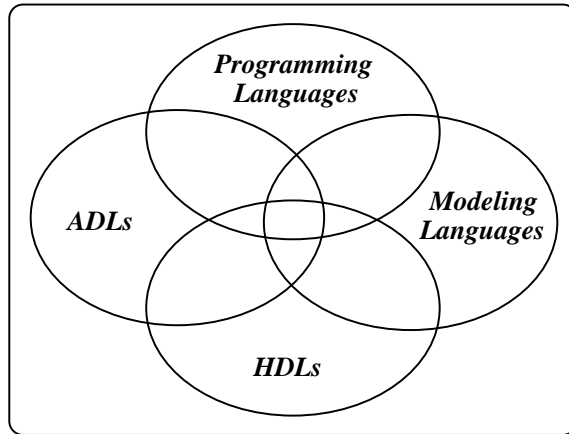 Programming
Languages
ADLs
Modeling
Languages
HDLs